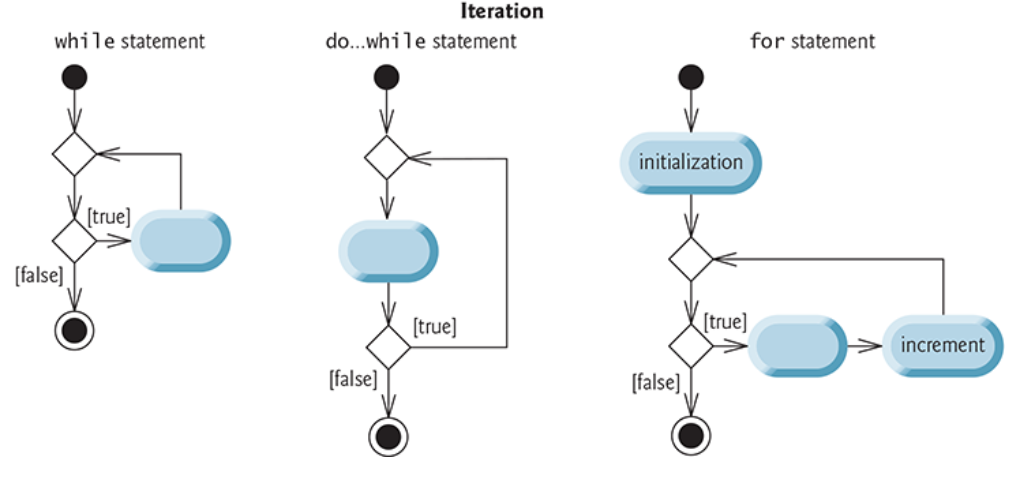 Iteration
while statement
do...while statement
for statement
initialization
[true]
[false]
[true]
[false]
[true]
increment
[false]